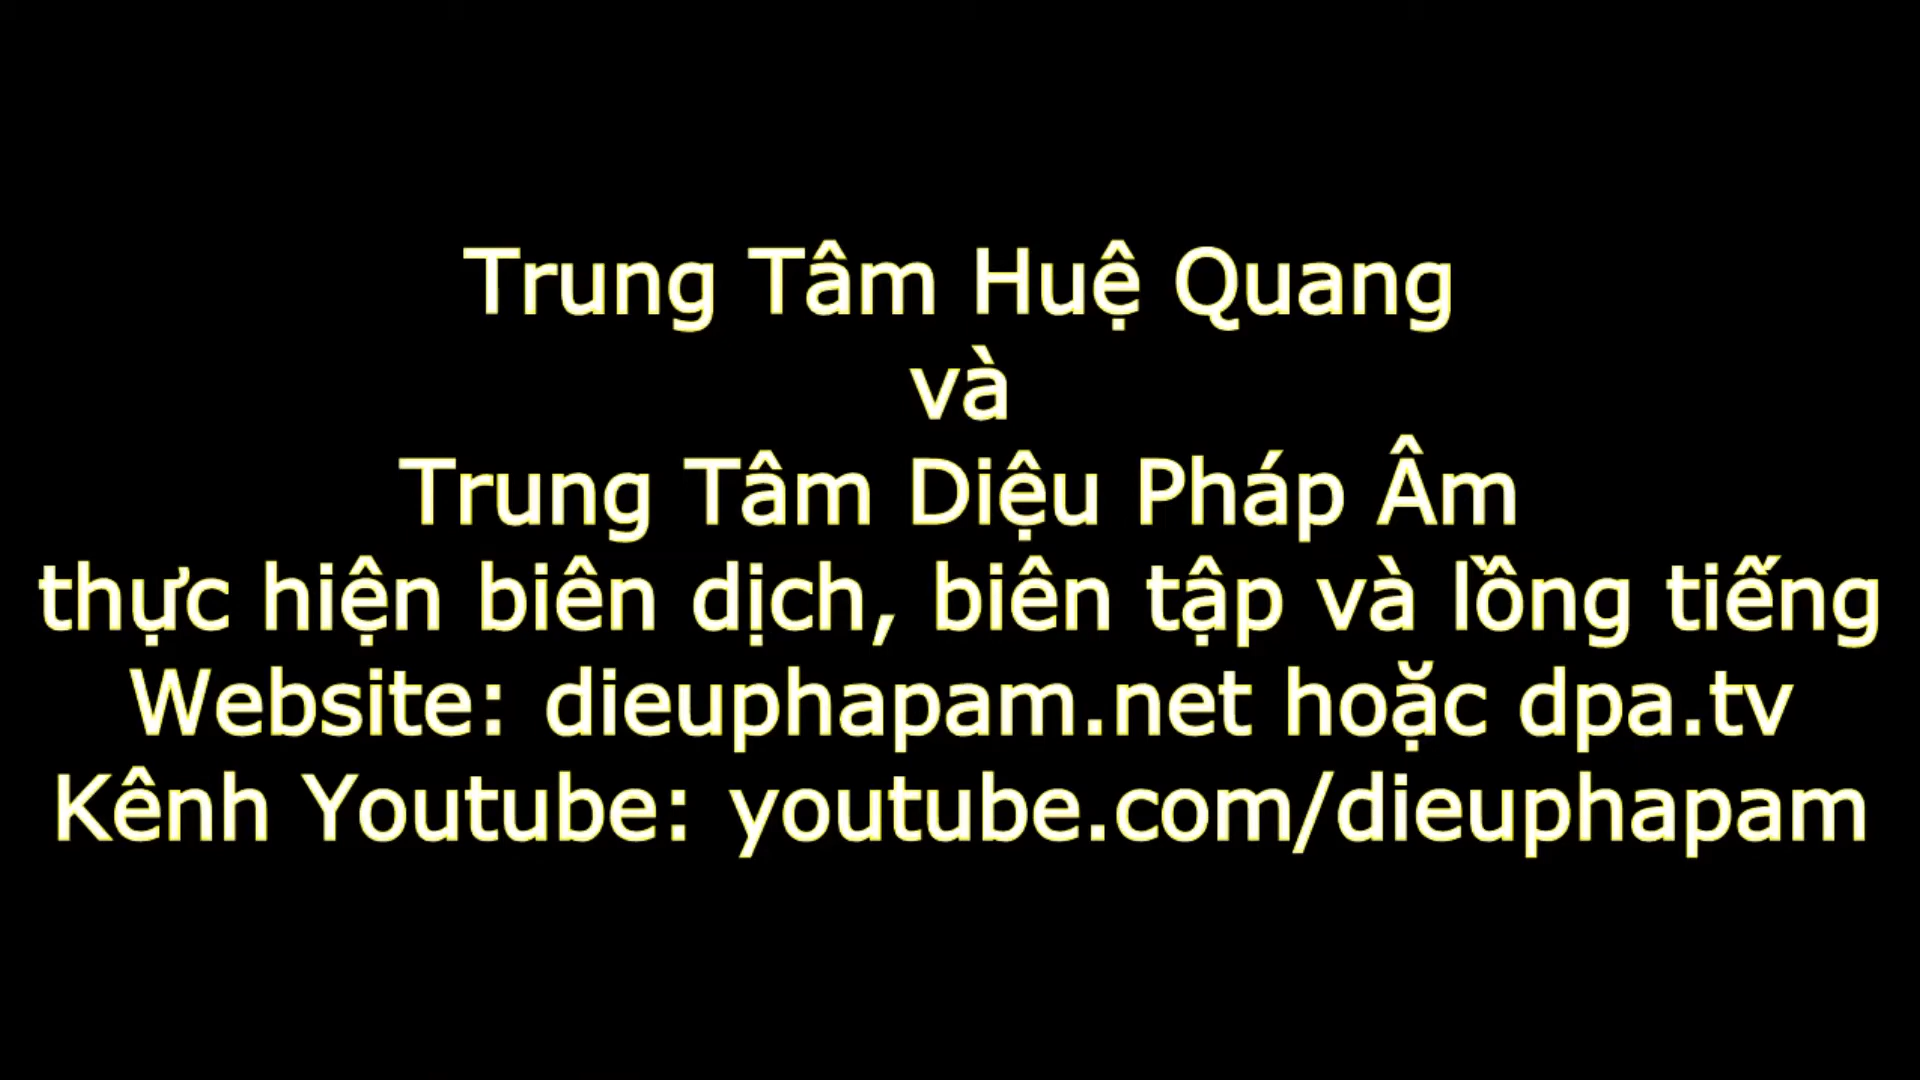 Trung Tâm Huệ Quang
và
Trung Tâm Diệu Pháp Âm
thực hiện biên dịch, biên tập và lồng tiếng
Website: dieuphapam.net hoặc dpa.tv
Kênh Youtube: youtube.com/dieuphapam